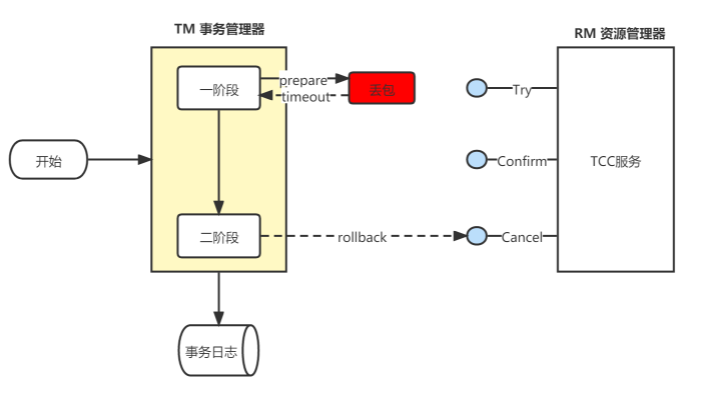 TM 事务管理器
RM 资源管理器
一阶段
prepare
timeout
丢包
Try
开始
Confirm
TCC服务
二阶段
rollback
Cancel
事务日志